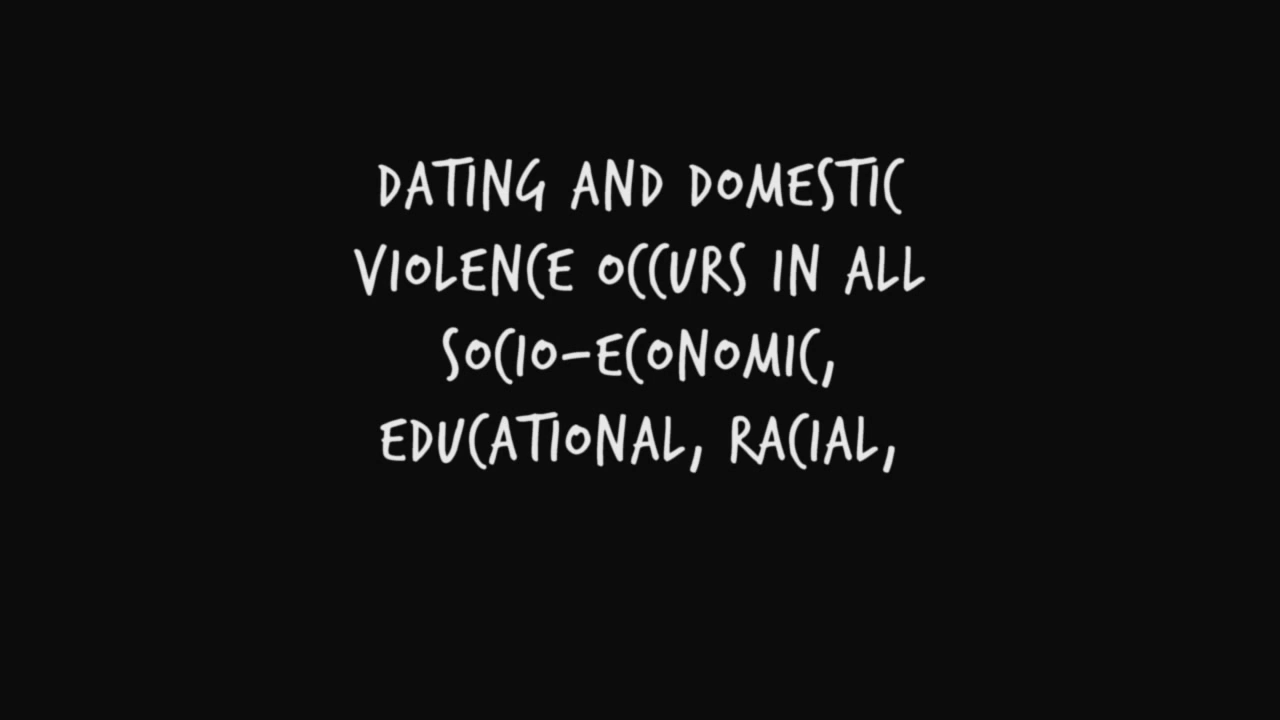 DATING AND DOMESTIC
VIOLENCE OCCURS IN ALL
SOCIO-ECONOMIC,
EDUCATIONAL, RACIAL,